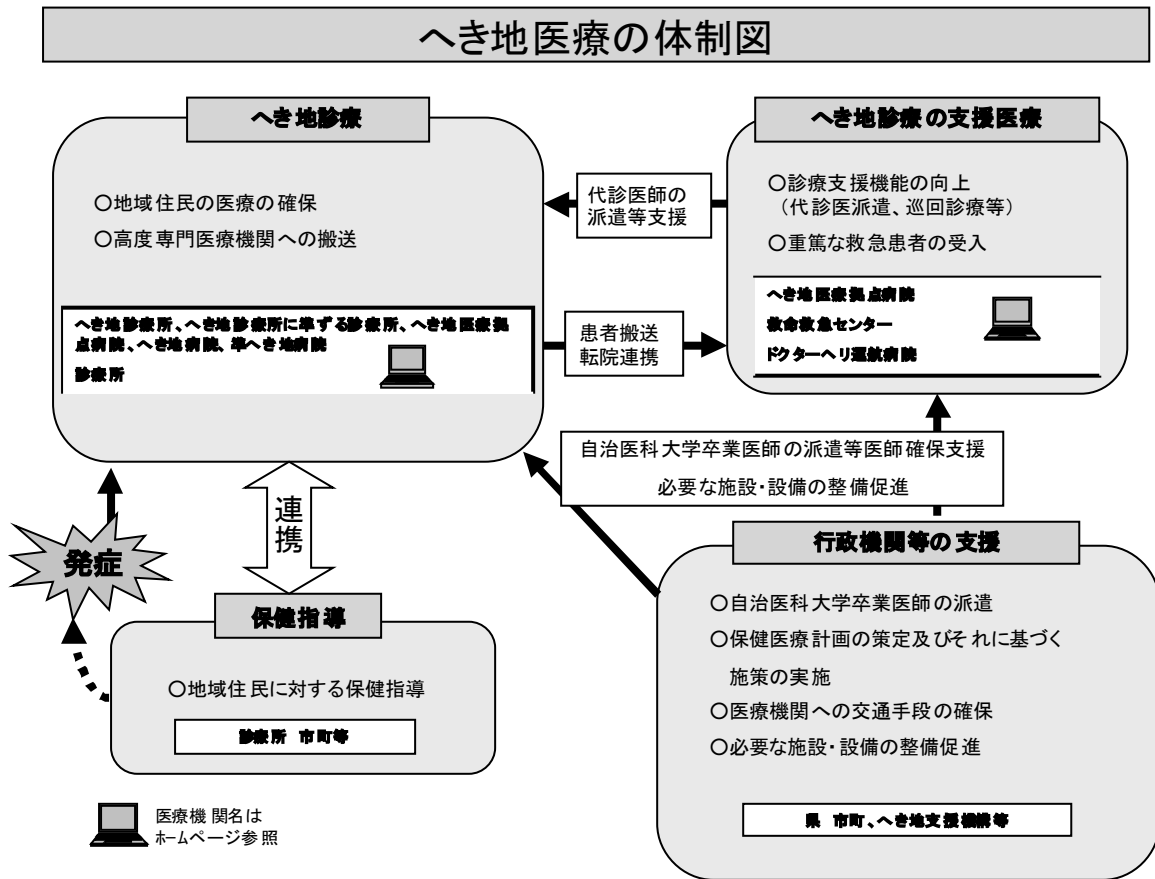 へき地医療の体制図
へき地診療
○地域住民の医療の確保
○高度専門医療機関への搬送
へき地診療所、へき地診療所に準ずる診療所、へき地医療拠
点病院、へき地病院、準へき地病院
診療所
代診医師の
派遣等支援
患者搬送
転院連携
へき地診療の支援医療
○診療支援機能の向上
（代診医派遣、巡回診療等）
○重篤な救急患者の受入
へき地医療拠点病院
救命救急センター
ドクターヘリ運航病院
自治医科大学卒業医師の派遣等医師確保支援
必要な施設・設備の整備促進
発症
連携
保健指導
○地域住民に対する保健指導
診療所 市町等
行政機関等の支援
○自治医科大学卒業医師の派遣
○保健医療計画の策定及びそれに基づく
施策の実施
○医療機関への交通手段の確保
○必要な施設・設備の整備促進
県 市町、へき地支援機構等
医療機関名は
ホームページ参照